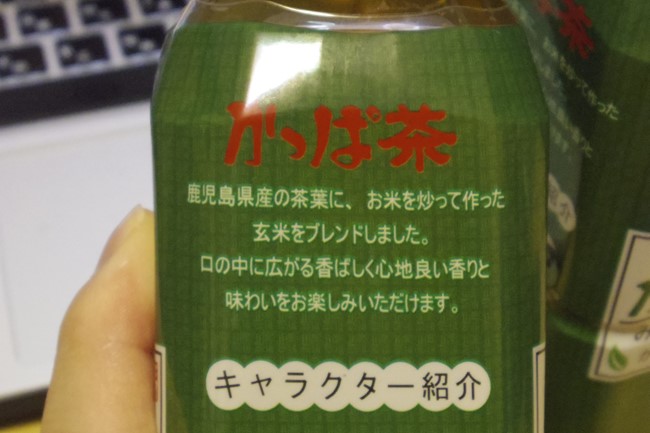 かっぱ茶
鹿児島県産の茶葉に、お米を炒って作った
玄米をブレンドしました。
口の中に広がる香ばしく心地良い香りと
味わいをお楽しみいただけます。
キャラクター紹介